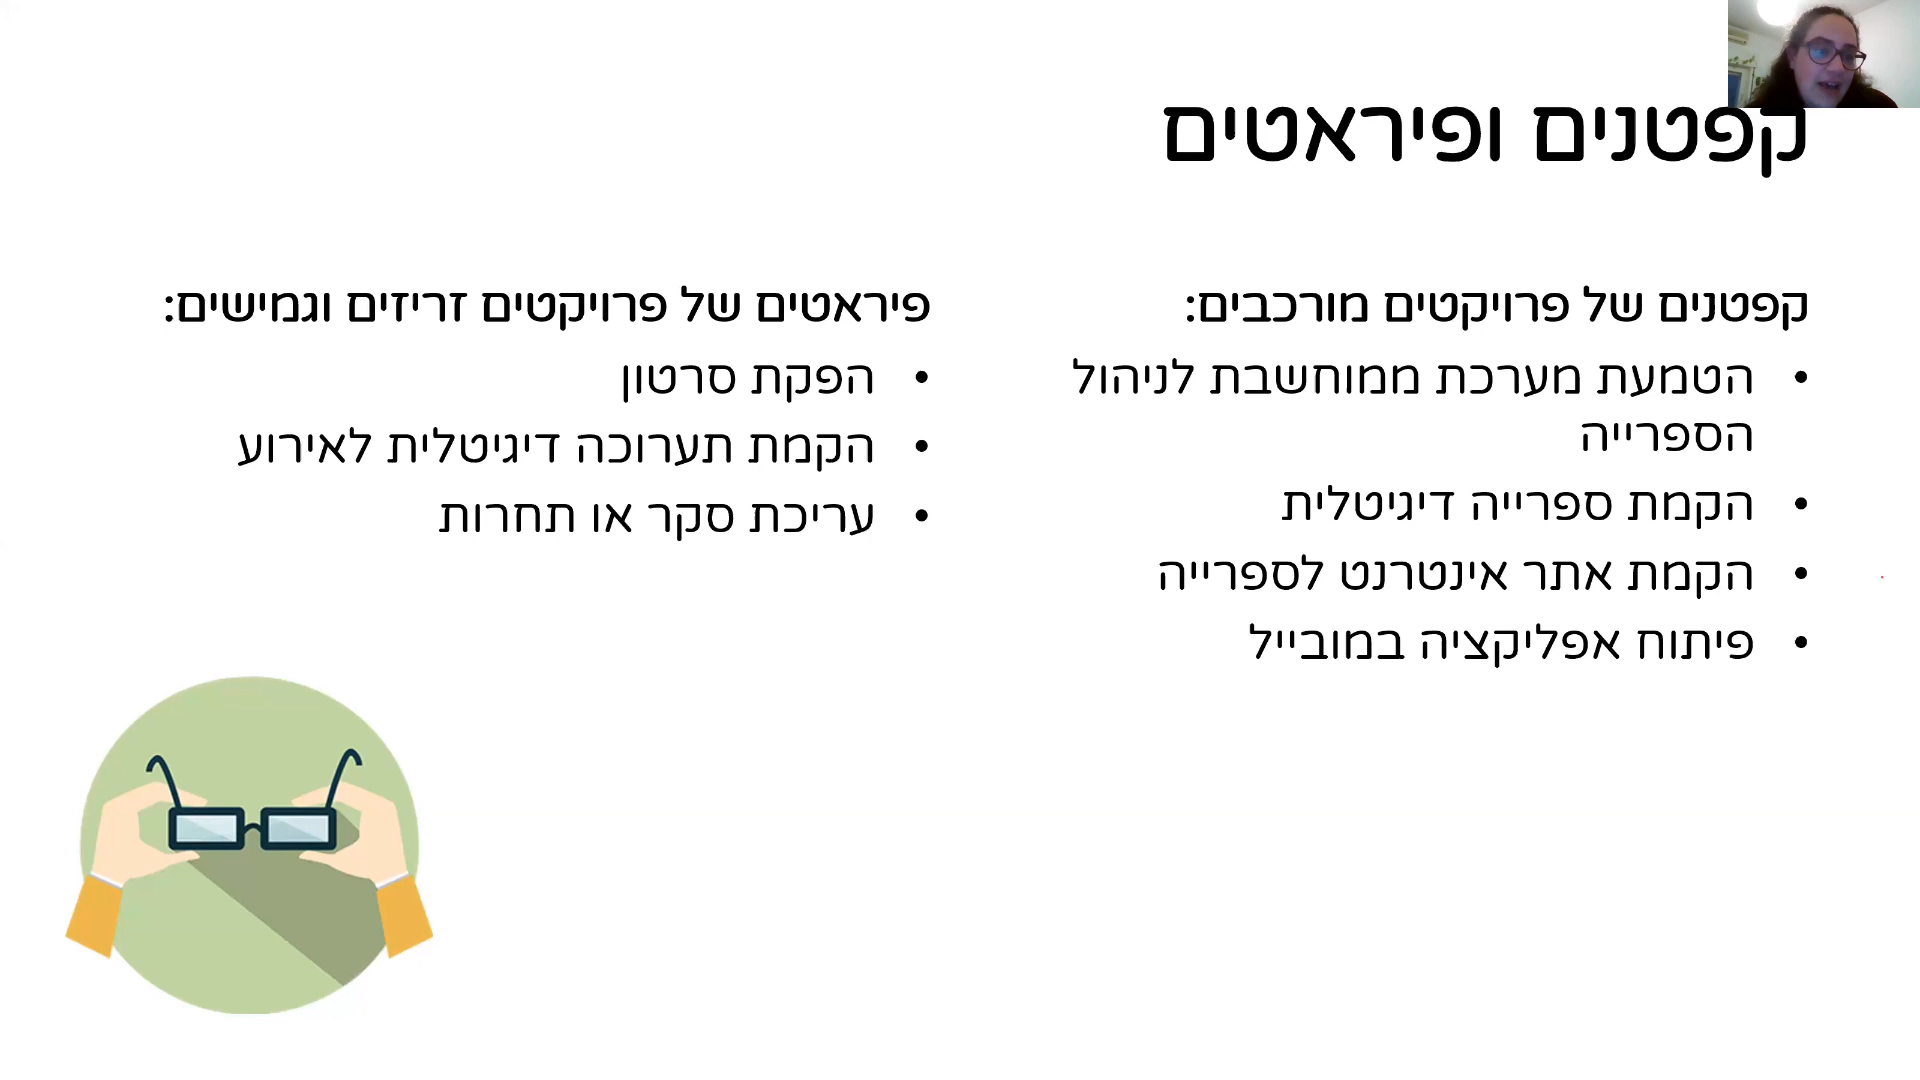 קפטנים ופיראטים
קפטנים של פרויקטים מורכבים:
• הטמעת מערכת ממוחשבת לניהול
הספרייה
• הקמת ספרייה דיגיטלית
• הקמת אתר אינטרנט לספרייה
• פיתוח אפליקציה במובייל
פיראטים של פרויקטים זריזים וגמישים:
• הפקת סרטון
• הקמת תערוכה דיגיטלית לאירוע
• עריכת סקר או תחרות